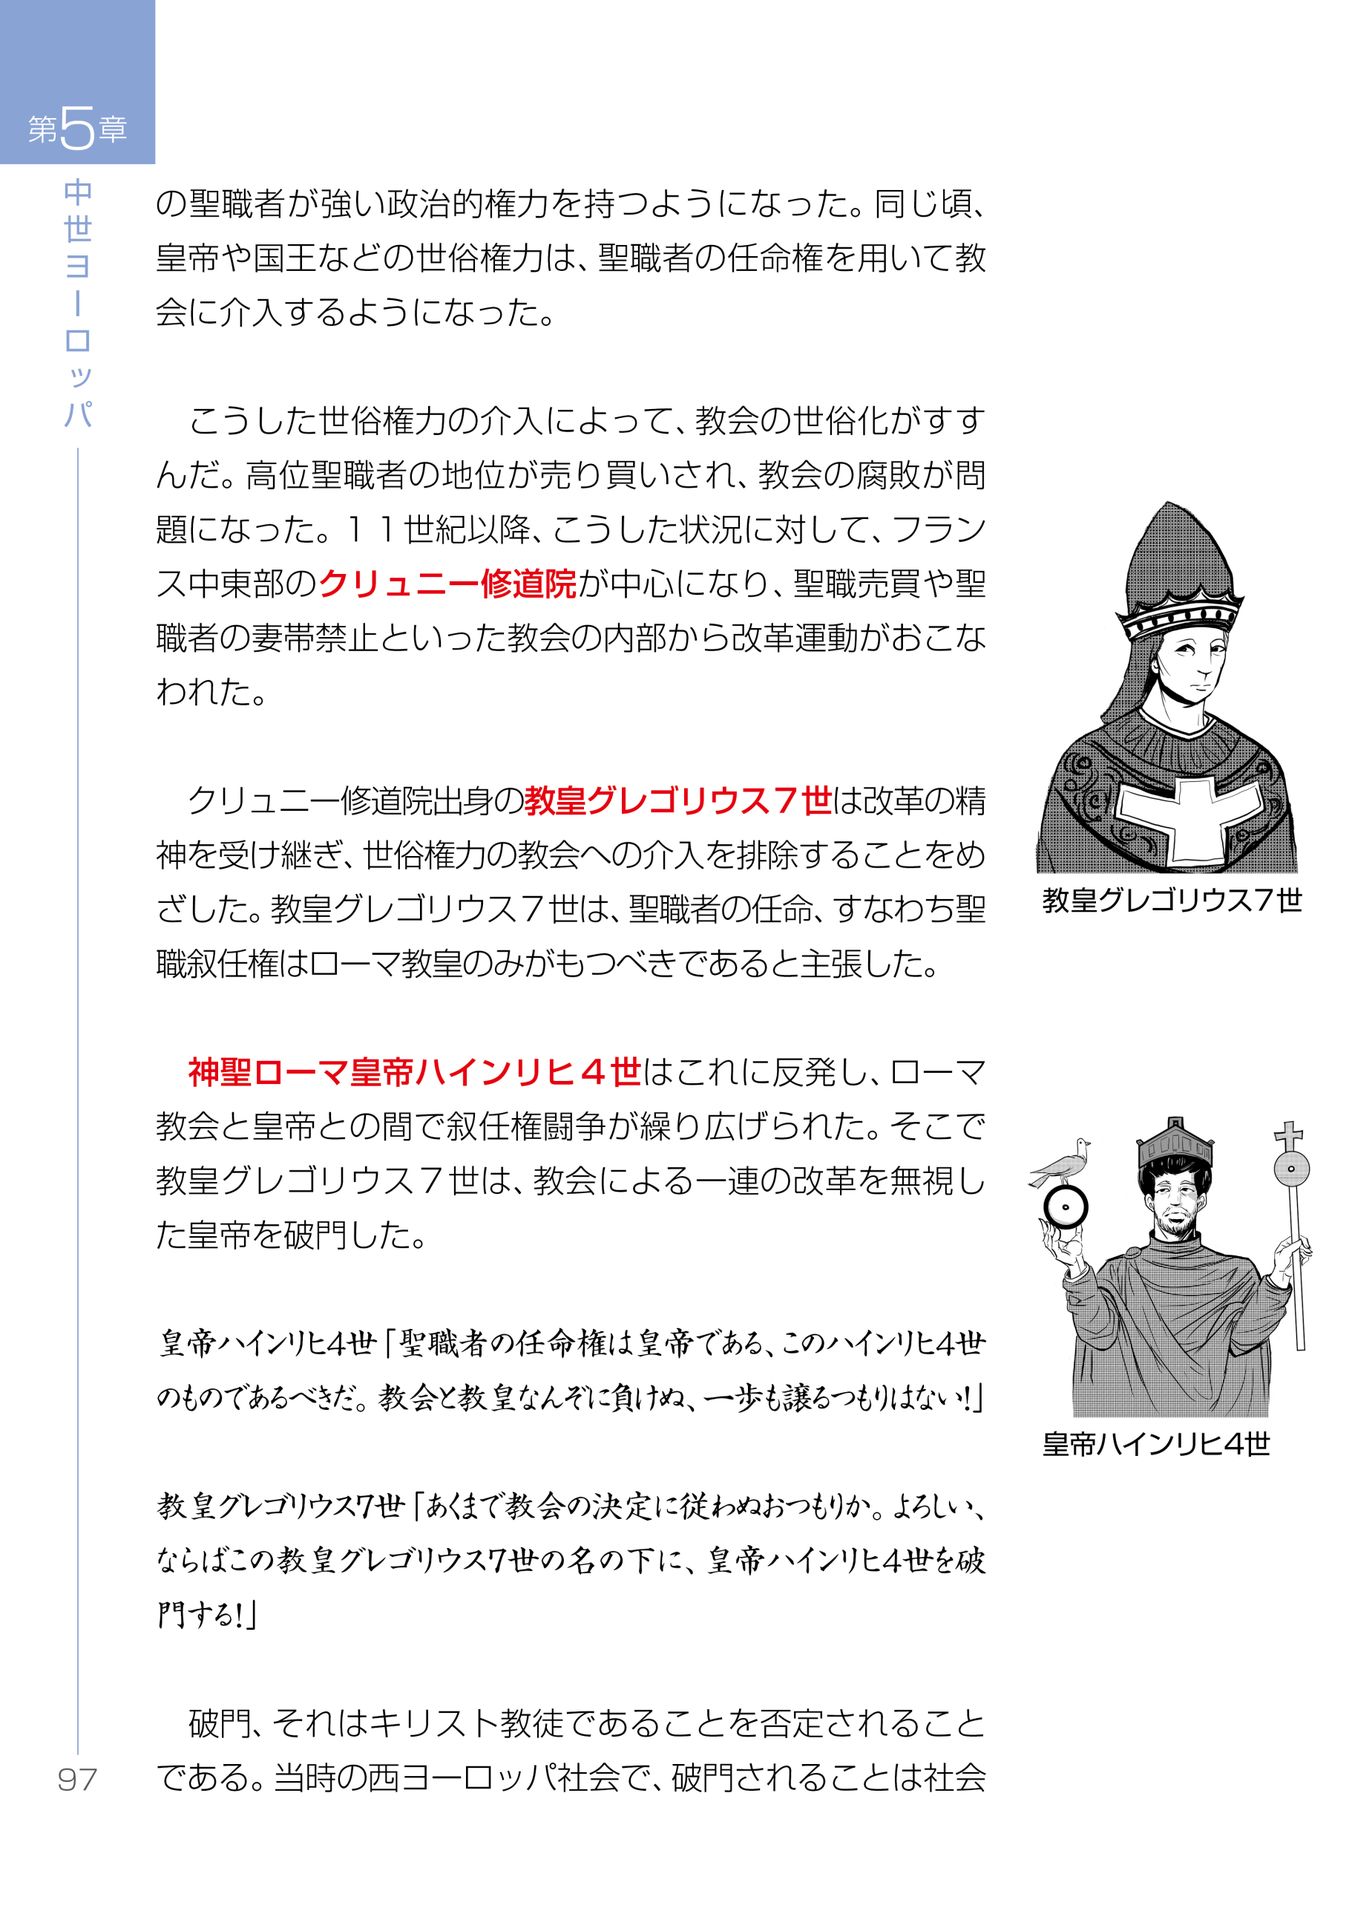 第5章
中世ヨーロッパ
の聖職者が強い政治的権力を持つようになった。同じ頃、
皇帝や国王などの世俗権力は、聖職者の任命権を用いて教
会に介入するようになった。
こうした世俗権力の介入によって、教会の世俗化がすす
んだ。高位聖職者の地位が売り買いされ、教会の腐敗が問
題になった。11世紀以降、こうした状況に対して、フラン
ス中東部のクリュニー修道院が中心になり、聖職売買や聖
職者の妻帯禁止といった教会の内部から改革運動がおこな
われた。
クリュニー修道院出身の教皇グレゴリウス7世は改革の精
神を受け継ぎ、世俗権力の教会への介入を排除することをめ
ざした。教皇グレゴリウス7世は、聖職者の任命、すなわち聖
職叙任権はローマ教皇のみがもつべきであると主張した。
神聖ローマ皇帝ハインリヒ4世はこれに反発し、ローマ
教会と皇帝との間で叙任権闘争が繰り広げられた。そこで
教皇グレゴリウス7世は、教会による一連の改革を無視し
た皇帝を破門した。
皇帝ハインリヒ4世「聖職者の任命権は皇帝である、このハインリヒ4世
のものであるべきだ。教会と教皇なんぞに負けぬ、一歩も譲るつもりはない!」
教皇グレゴリウス7世「あくまで教会の決定に従わぬおつもりか。よろしい、
ならばこの教皇グレゴリウス7世の名の下に、皇帝ハインリヒ4世を破
門する!」
破門、それはキリスト教徒であることを否定されること
である。当時の西ヨーロッパ社会で、破門されることは社会
教皇グレゴリウス7世
皇帝ハインリヒ4世
97